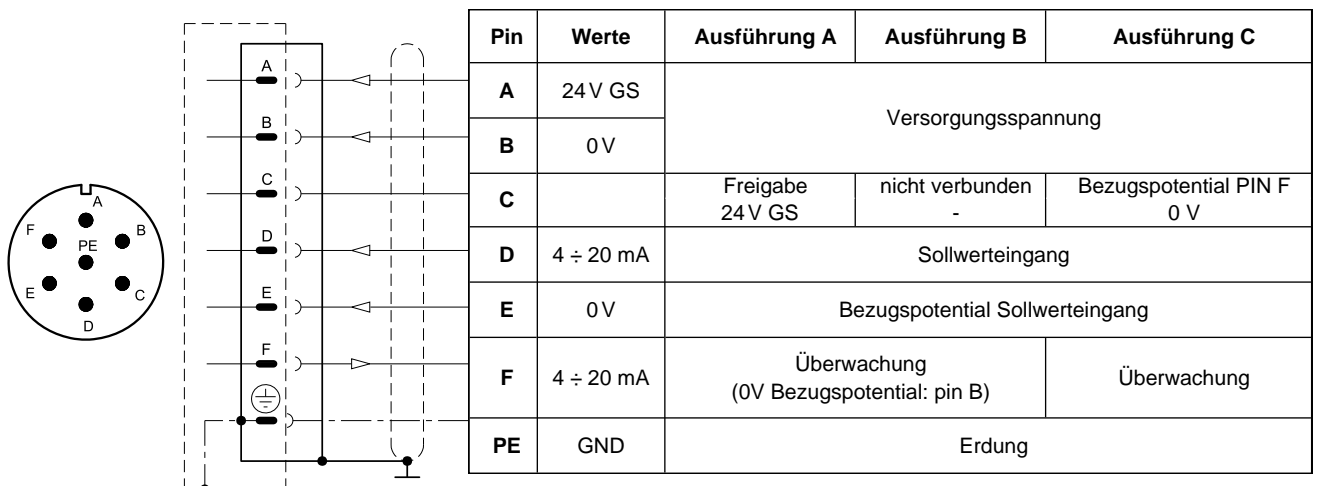 A
F
B
PE
E
C
D
A
B
C
D
E
F
Pin Werte Ausführung A Ausführung B Ausführung C
A 24 V GS
Versorgungsspannung
B 0 V
C Freigabe nicht verbunden Bezugspotential PIN F
24 V GS - 0 V
D 4 ÷ 20 mA Sollwerteingang
E 0 V Bezugspotential Sollwerteingang
F 4 ÷ 20 mA Überwachung Überwachung
(0V Bezugspotential: pin B)
PE GND Erdung